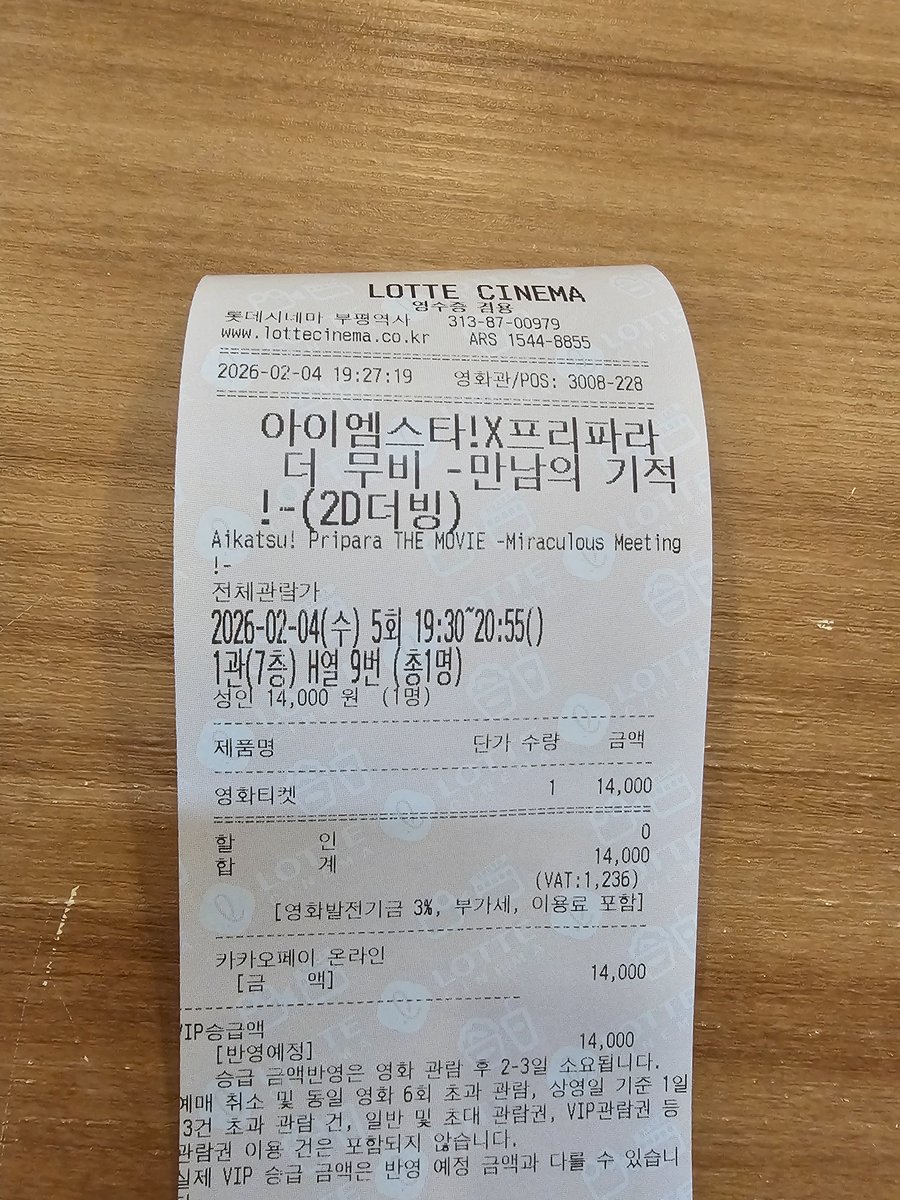 LOTTE CINEMA
영수증 겸용
롯데시네마 부평역사 313-87-00979
www.lottecinema.co.kr ARS 1544-8855
2026-02-04 19:27:19 영화관/POS: 3008-228
아이엠스타!X프리파라
더 무비 -만남의 기적
!-(2D더빙)
Aikatsu! Pripara THE MOVIE -Miraculous Meeting
!-
전체관람가
2026-02-04(수) 5회 19:30~20:55()
1관(7층) H열 9번 (총1명)
성인 14,000 원 (1명)
제품명 단가 수량 금액
영화티켓 1 14,000
할 인 0
합 계 14,000
(VAT:1,236)
[영화발전기금 3%, 부가세, 이용료 포함]
카카오페이 온라인
[금 액] 14,000
VIP승급액
[반영예정] 14,000
승급 금액반영은 영화 관람 후 2-3일 소요됩니다.
예매 취소 및 동일 영화 6회 초과 관람, 상영일 기준 1일
3건 초과 관람 건, 일반 및 초대 관람권, VIP관람권 등
관람권 이용 건은 포함되지 않습니다.
실제 VIP 승급 금액은 반영 예정 금액과 다를 수 있습니